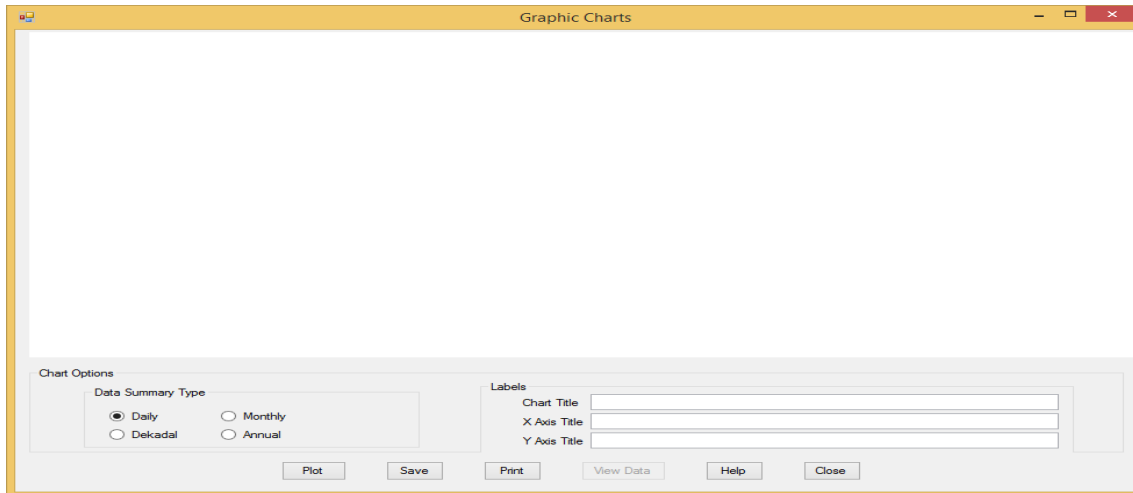 Graphic Charts
Chart Options
Data Summary Type
Daily
Monthly
Dekadal
Annual
Labels
Chart Title
X Axis Title
Y Axis Title
Plot
Save
Print
View Data
Help
Close